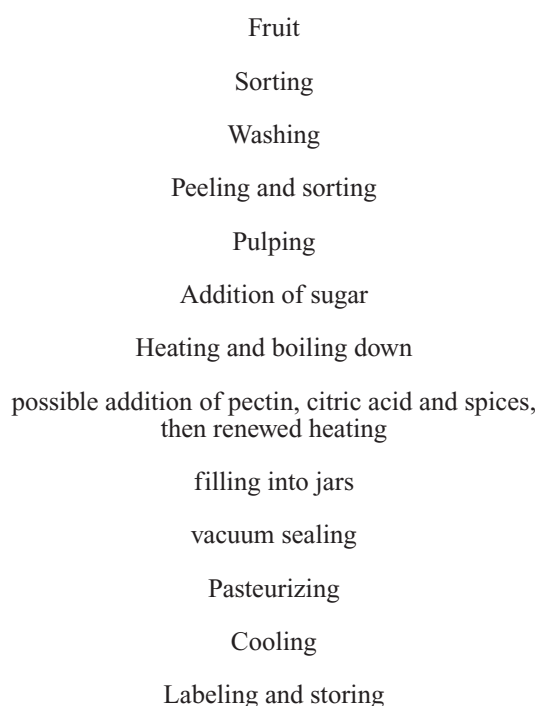 Fruit
Sorting
Washing
Peeling and sorting
Pulping
Addition of sugar
Heating and boiling down
possible addition of pectin, citric acid and spices,
then renewed heating
filling into jars
vacuum sealing
Pasteurizing
Cooling
Labeling and storing